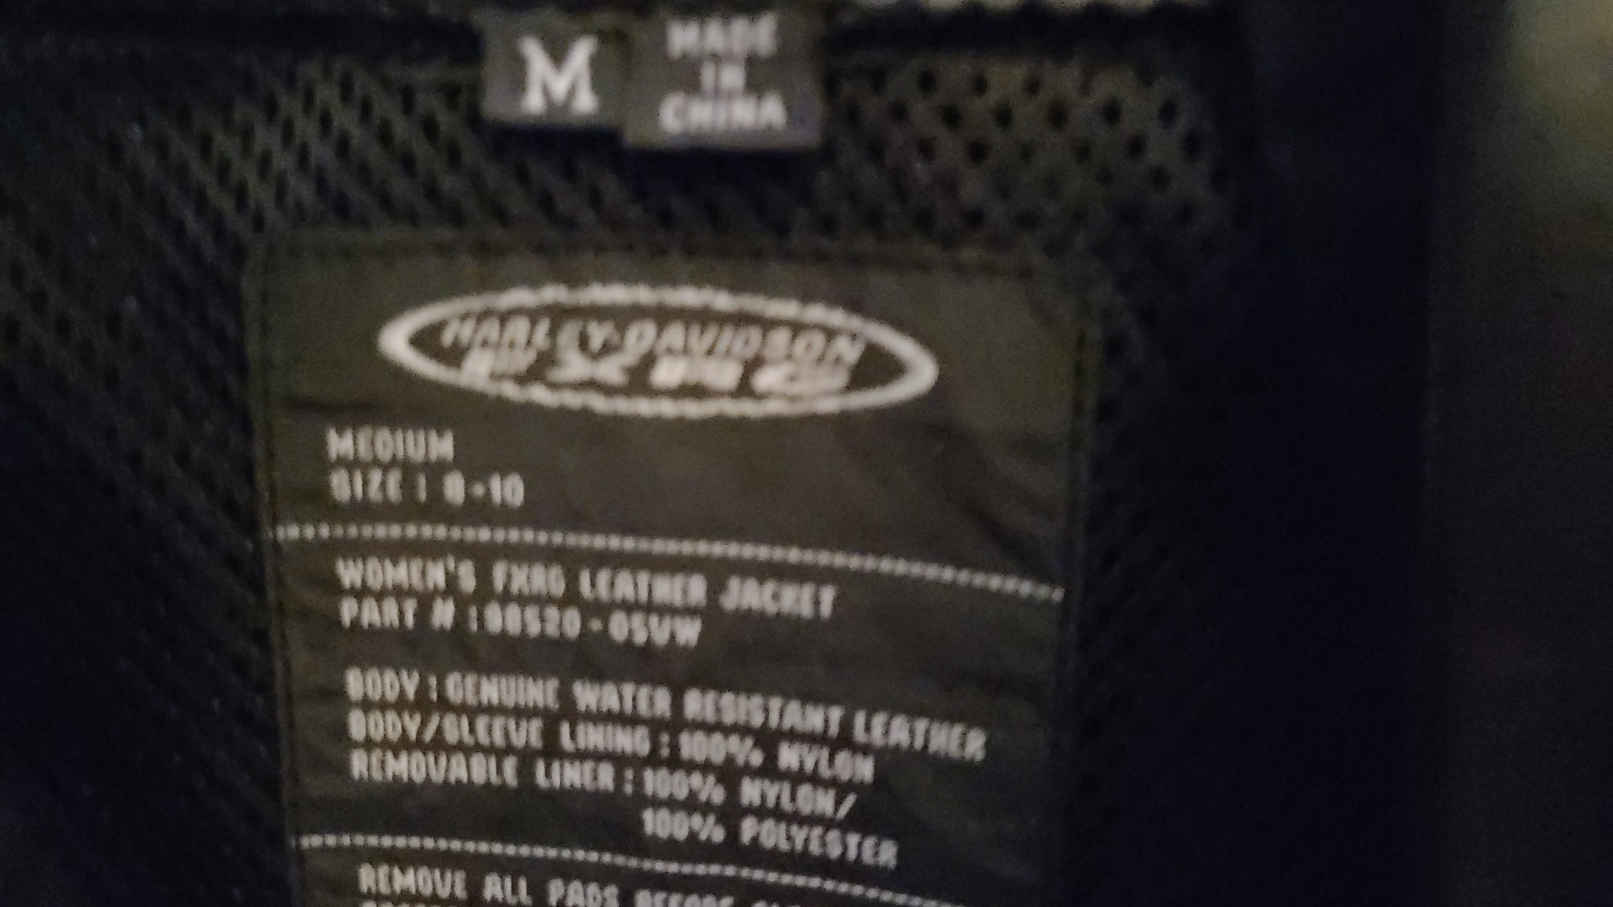 M
MADE
IN
CHINA
HARLEY-DAVIDSON
MEDIUM
SIZE : 8-10
WOMEN'S FXRG LEATHER JACKET
PART # : 98520-05VW
BODY : GENUINE WATER RESISTANT LEATHER
BODY/SLEEVE LINING : 100% NYLON
REMOVABLE LINER : 100% NYLON/
100% POLYESTER
REMOVE ALL PADS BEFORE